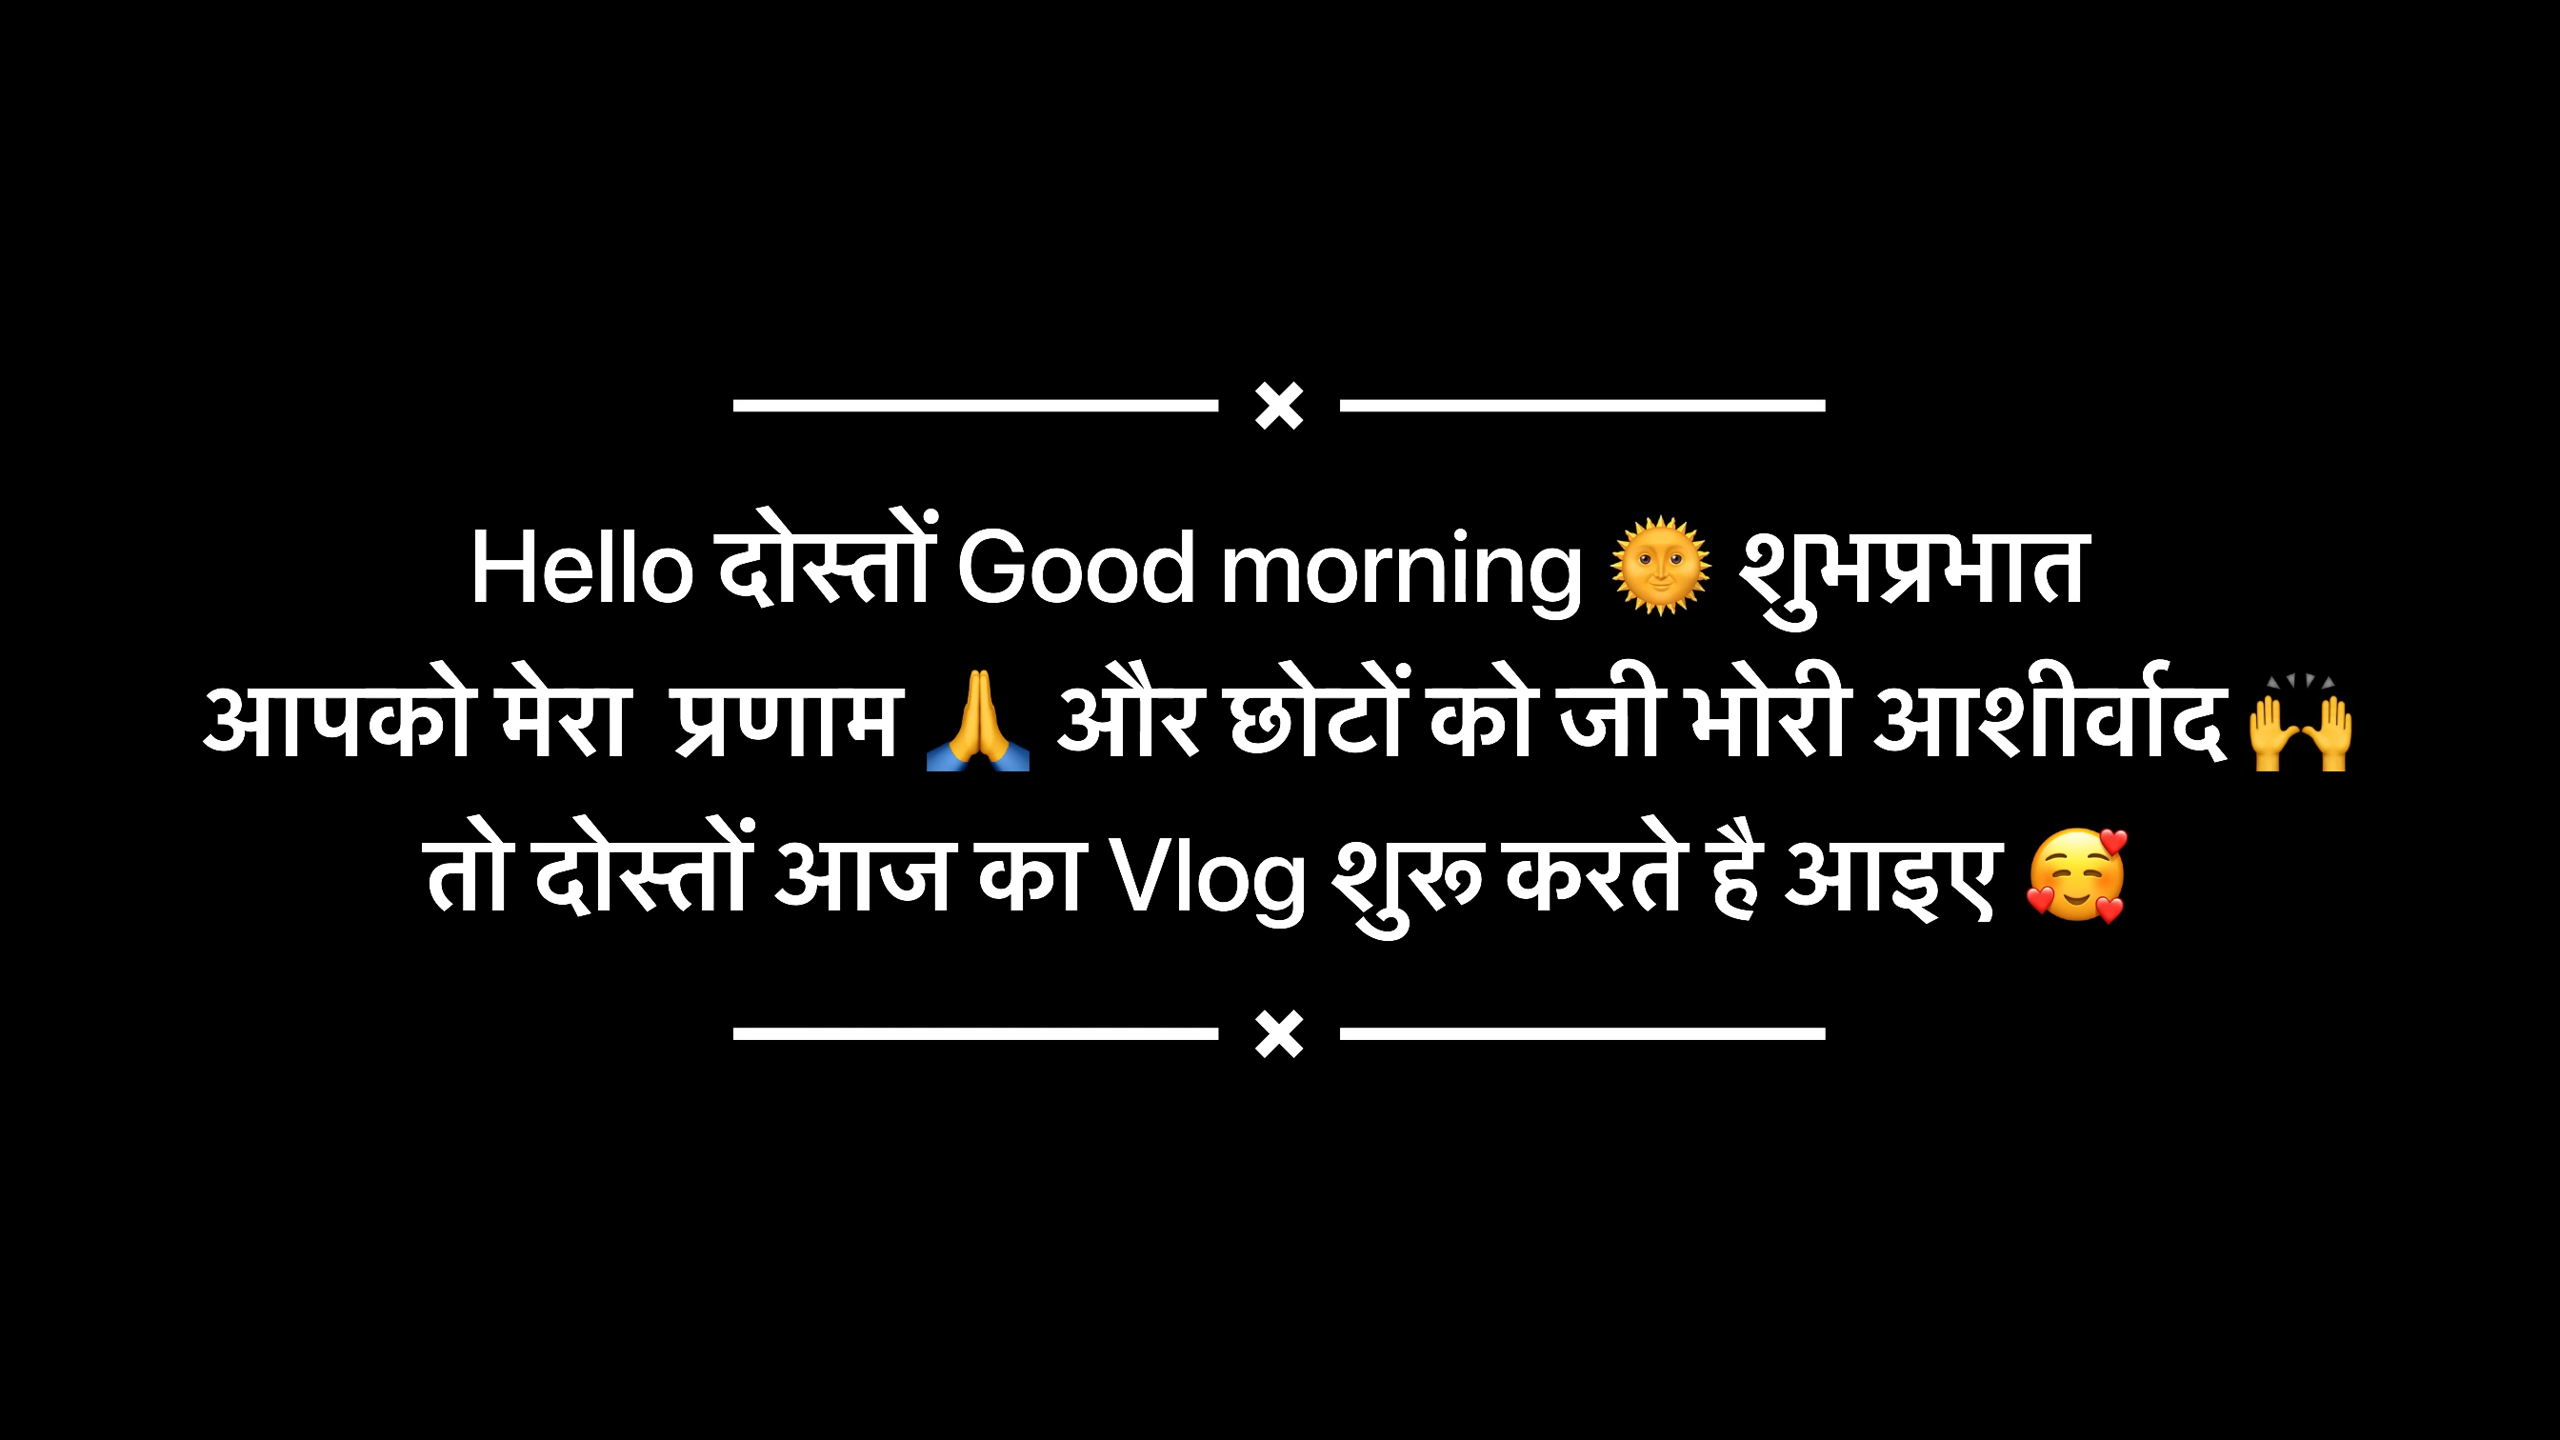 Hello दोस्तों Good morning 🌞 शुभप्रभात
आपको मेरा  प्रणाम 🙏 और छोटों को जी भोरी आशीर्वाद 🙌
तो दोस्तों आज का Vlog शुरू करते है आइए 🥰